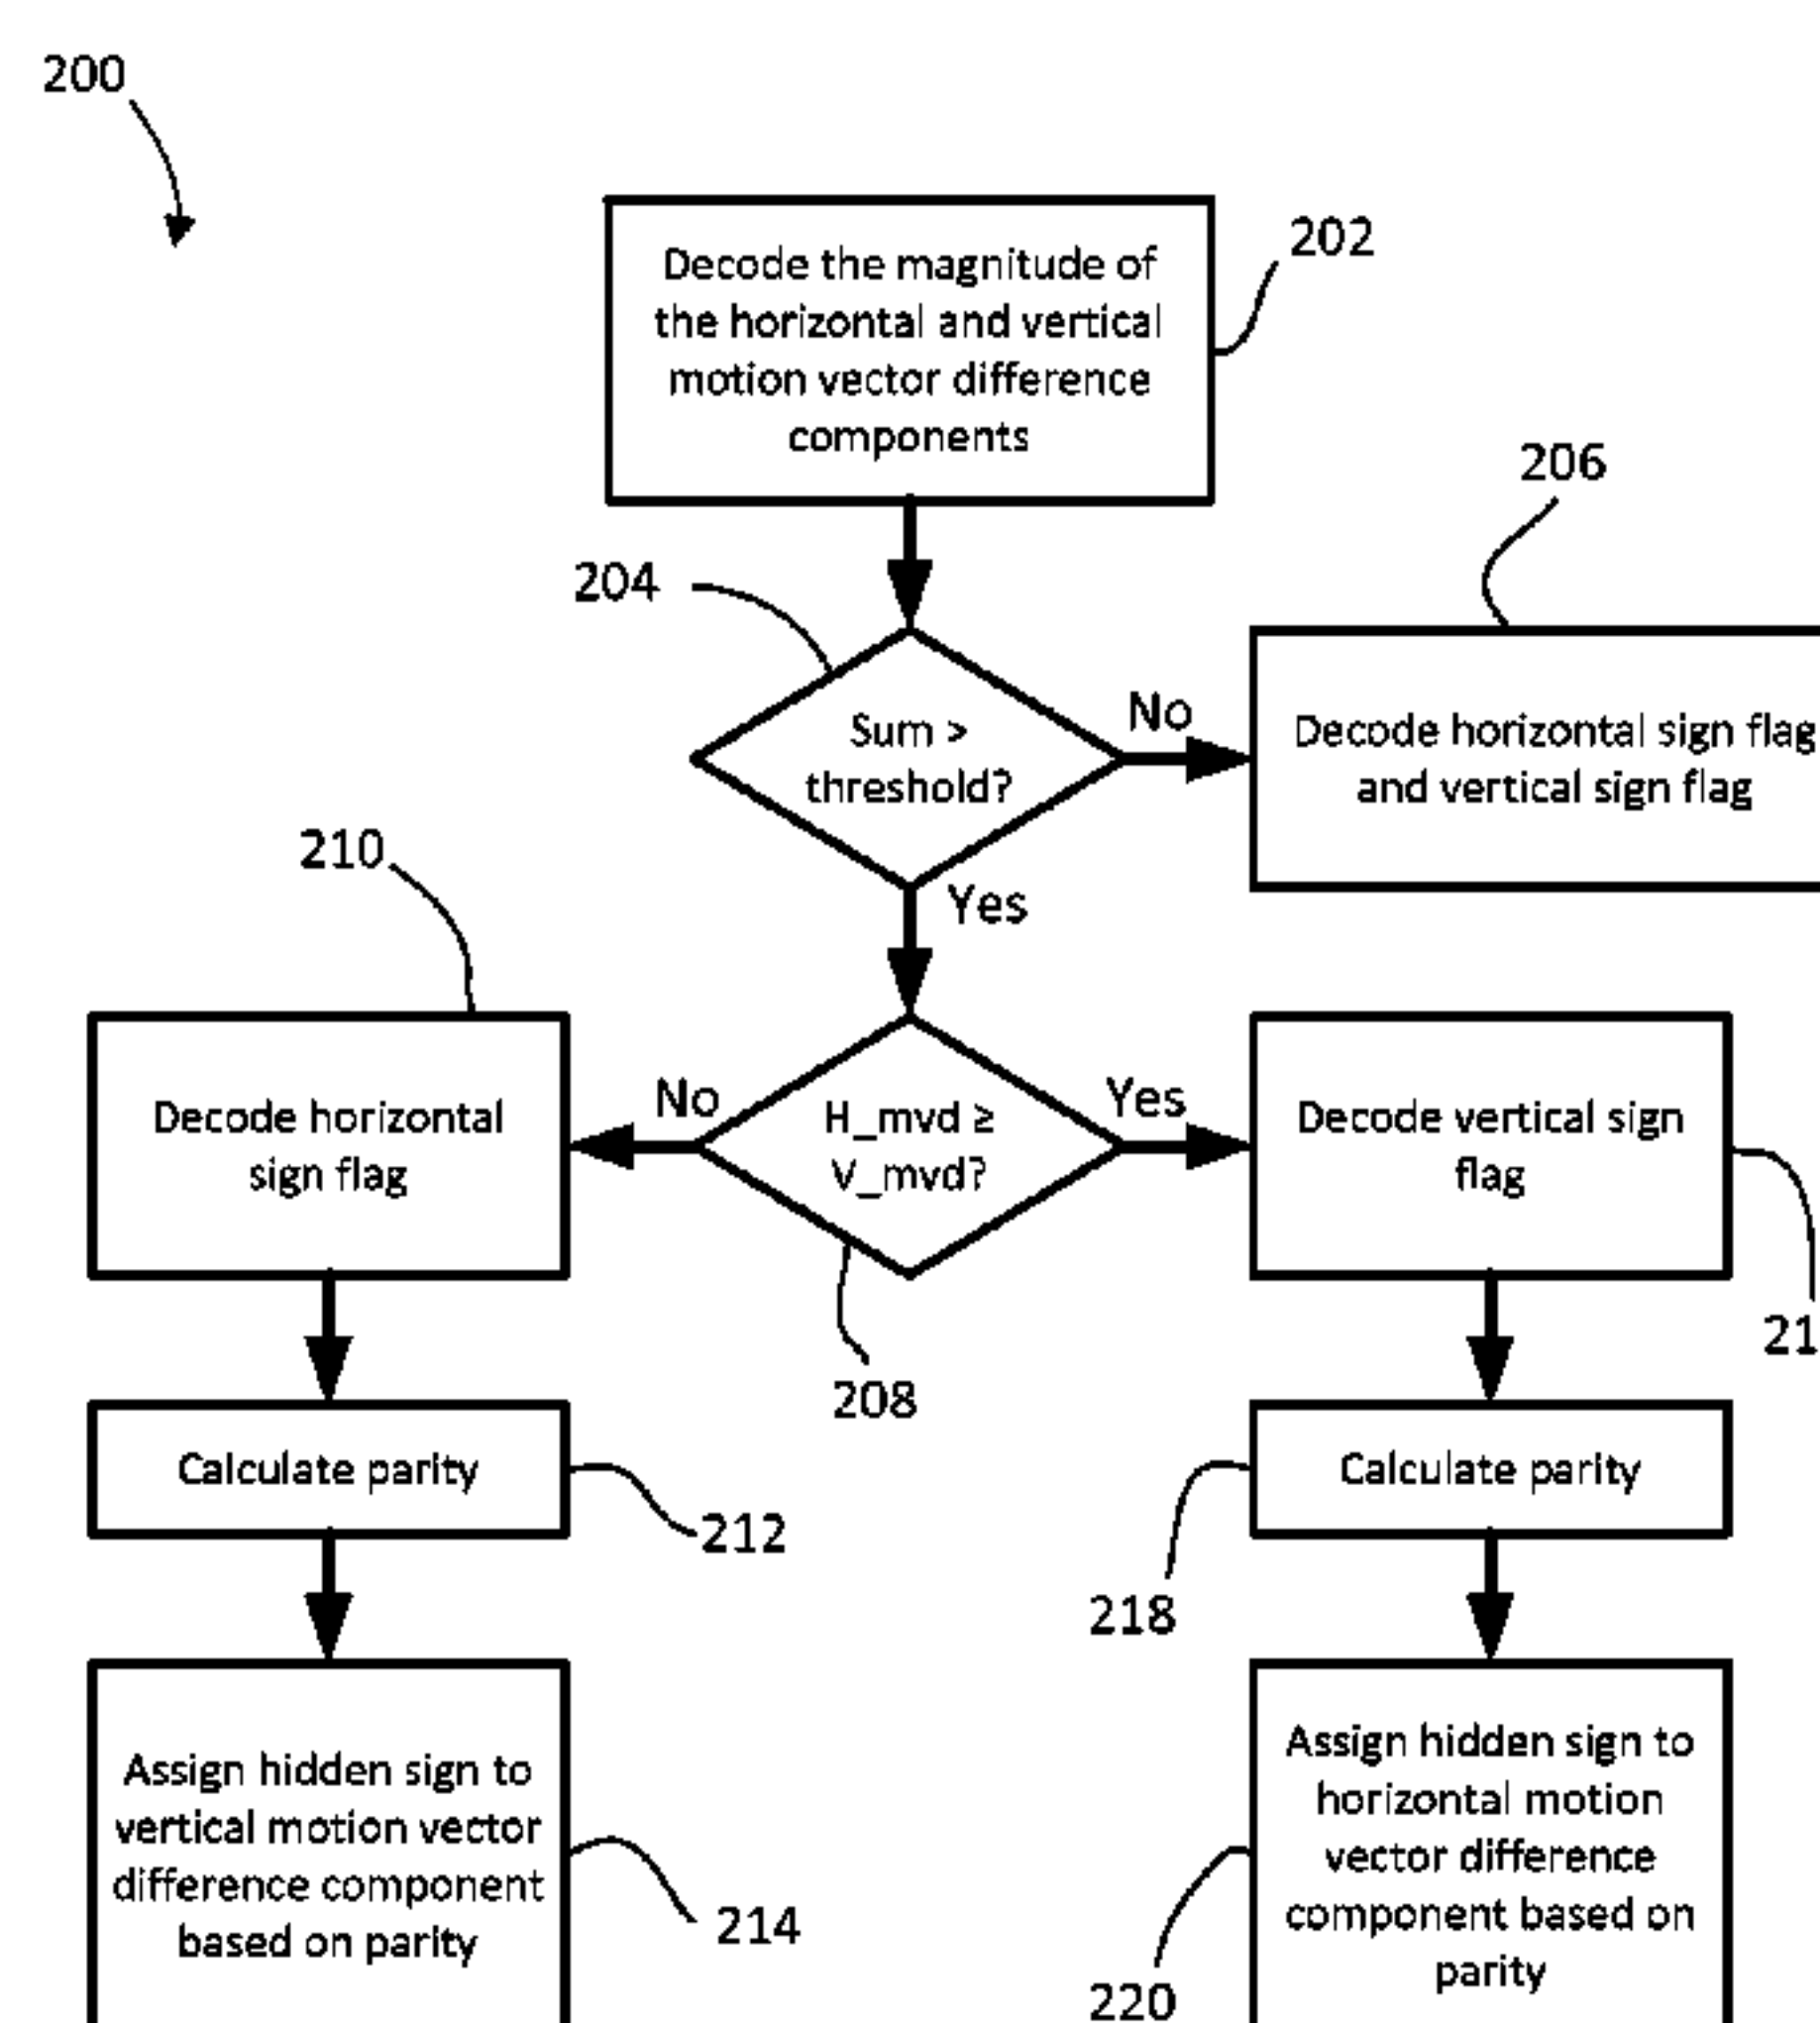 200
Decode the magnitude of
the horizontal and vertical
motion vector difference
components
202
206
204
Sum >
threshold?
No
Decode horizontal sign flag
and vertical sign flag
Yes
210
Decode horizontal
sign flag
No
H_mvd ≥
V_mvd?
Yes
Decode vertical sign
flag
21
208
Calculate parity
212
Calculate parity
218
Assign hidden sign to
vertical motion vector
difference component
based on parity
214
Assign hidden sign to
horizontal motion
vector difference
component based on
parity
220